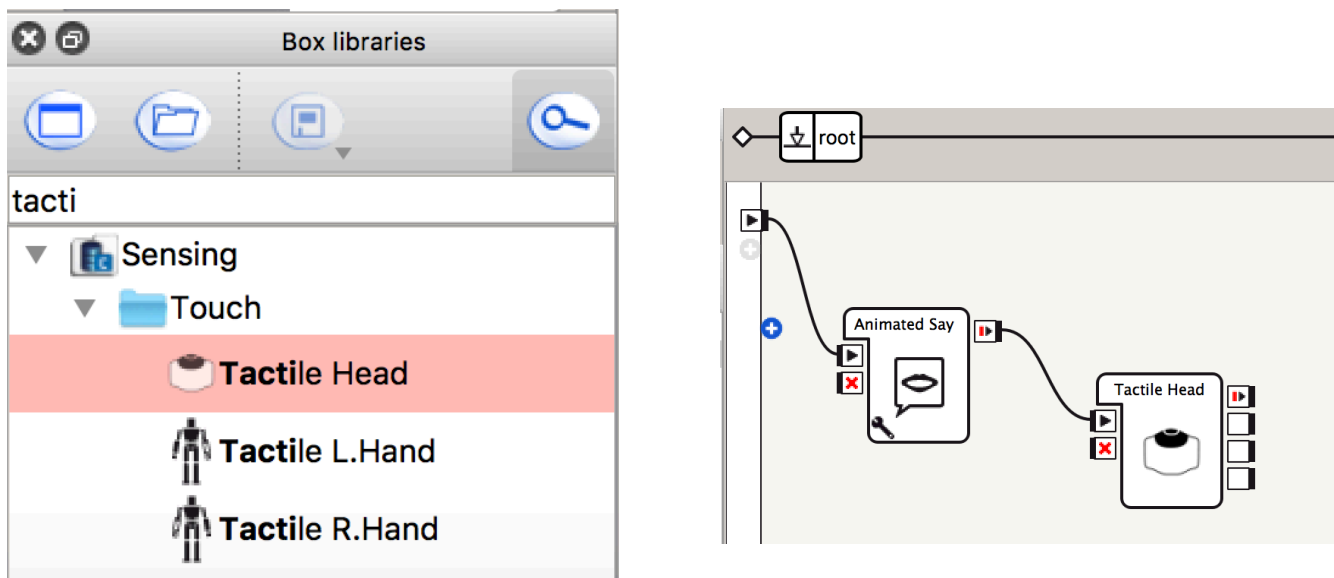 Box libraries
tacti
Sensing
Touch
Tactile Head
Tactile L.Hand
Tactile R.Hand
root
Animated Say
Tactile Head